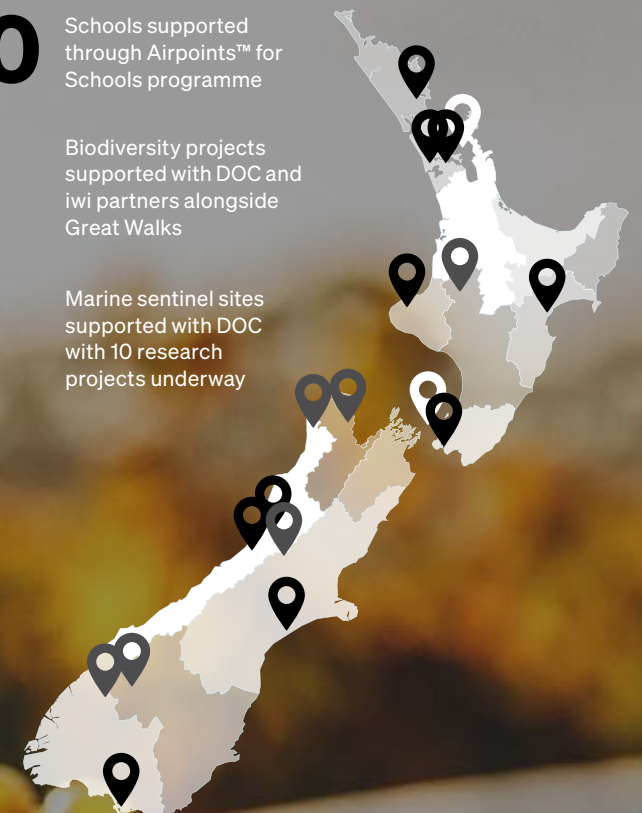 0
Schools supported
through Airpoints™ for
Schools programme
Biodiversity projects
supported with DOC and
iwi partners alongside
Great Walks
Marine sentinel sites
supported with DOC
with 10 research
projects underway